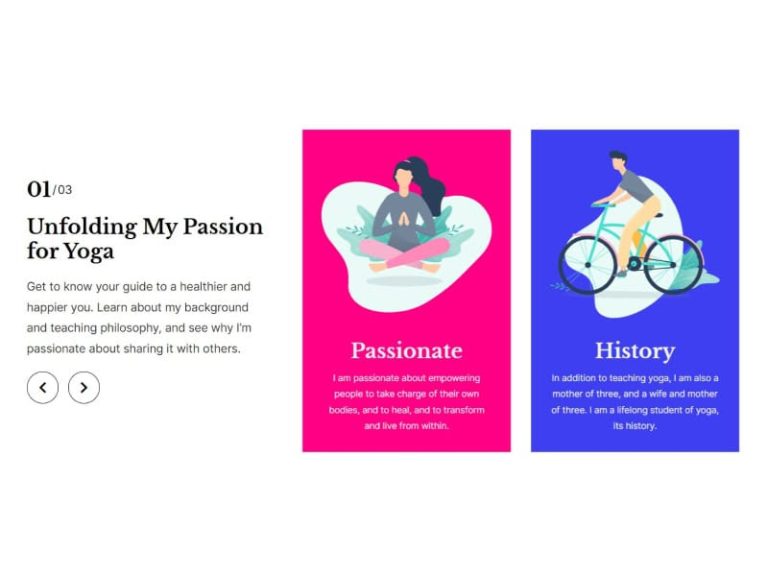 01/03
Unfolding My Passion
for Yoga
Get to know your guide to a healthier and
happier you. Learn about my background
and teaching philosophy, and see why I'm
passionate about sharing it with others.
Passionate
I am passionate about empowering
people to take charge of their own
bodies, and to heal, and to transform
and live from within.
History
In addition to teaching yoga, I am also a
mother of three, and a wife and mother
of three. I am a lifelong student of yoga,
its history.